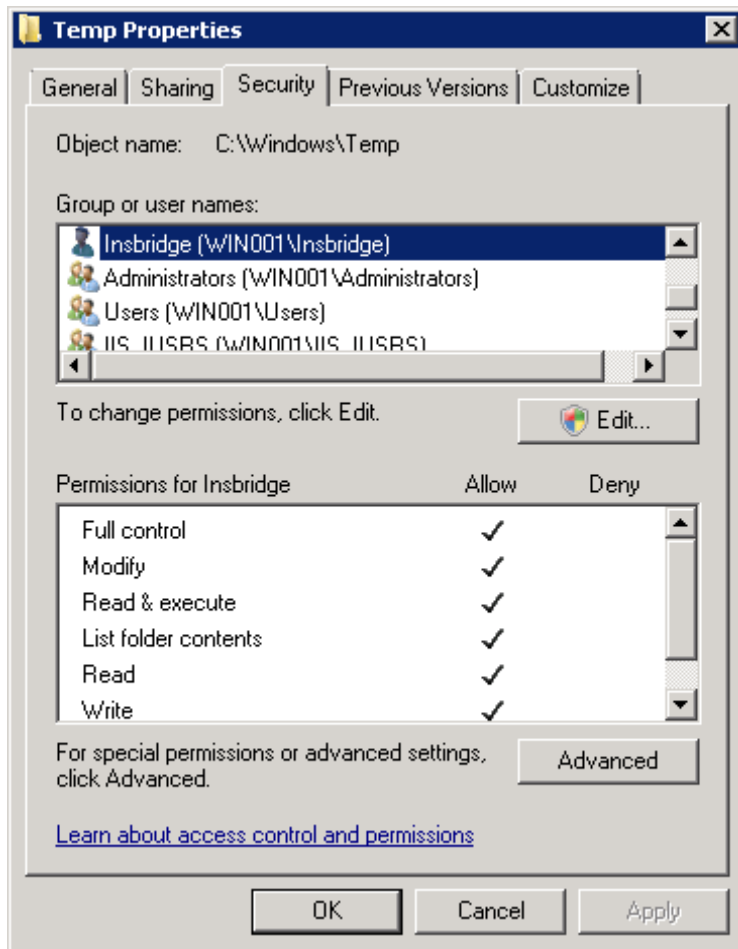 Temp Properties
General Sharing Security Previous Versions Customize
Object name: C:\Windows\Temp
Group or user names:
Insbridge (WIN001\Insbridge)
Administrators (WIN001\Administrators)
Users (WIN001\Users)
IIS_IUSRS (WIN001\IIS_IUSRS)
To change permissions, click Edit.
Edit...
Permissions for Insbridge Allow Deny
Full control
Modify
Read & execute
List folder contents
Read
Write
For special permissions or advanced settings,
click Advanced.
Advanced
Learn about access control and permissions
OK Cancel Apply